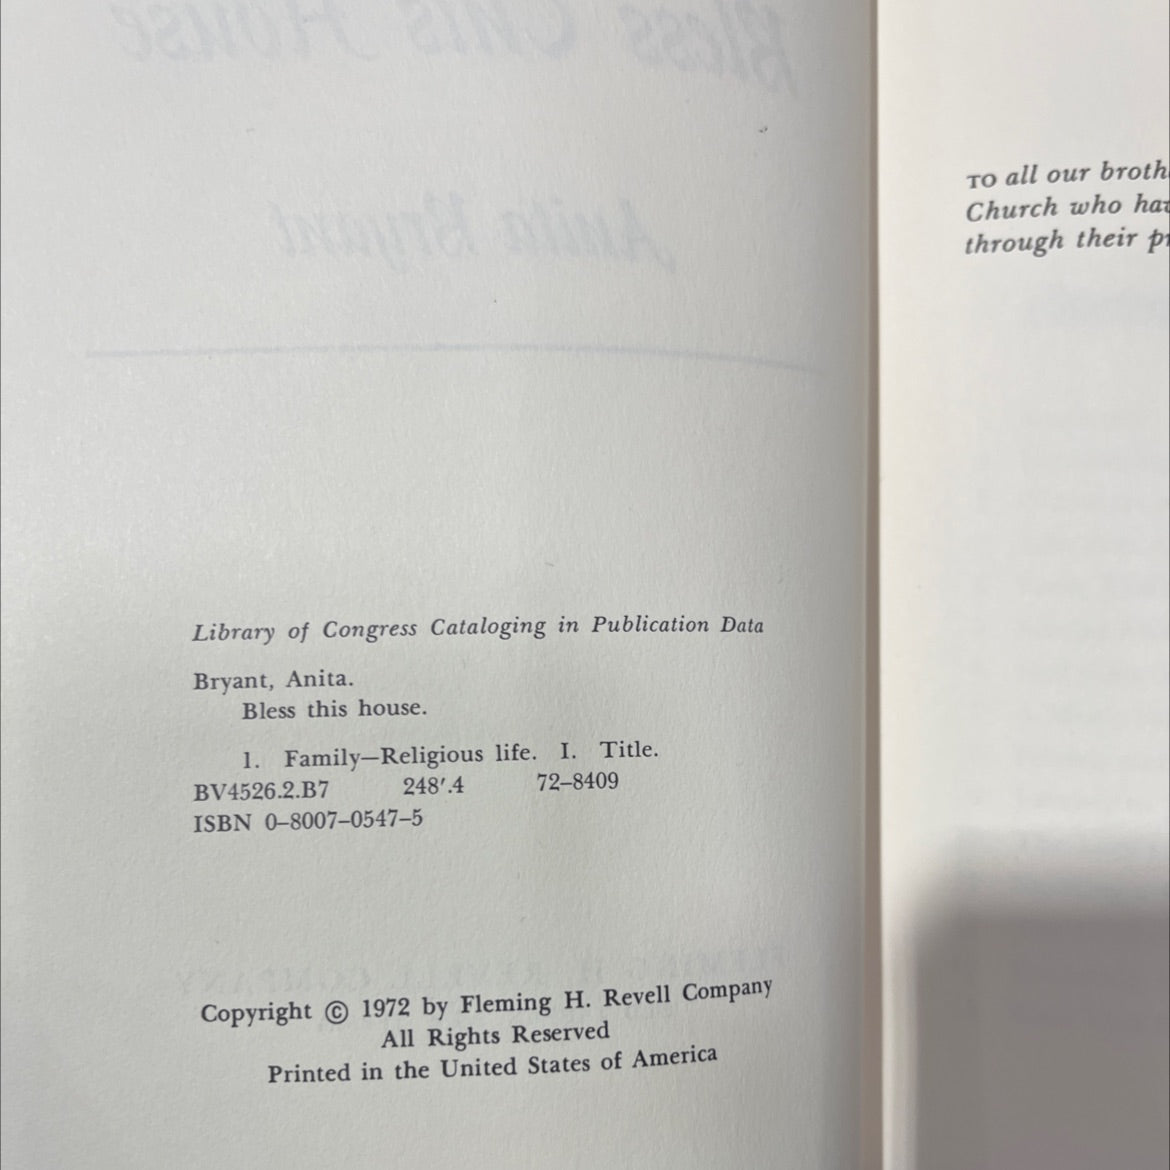 Library of Congress Cataloging in Publication Data
Bryant, Anita.
Bless this house.
1. Family—Religious life. I. Title.
BV4526.2.B7 248'.4 72–8409
ISBN 0–8007–0547–5
Copyright © 1972 by Fleming H. Revell Company
All Rights Reserved
Printed in the United States of America
TO all our broth
Church who hav
through their pr